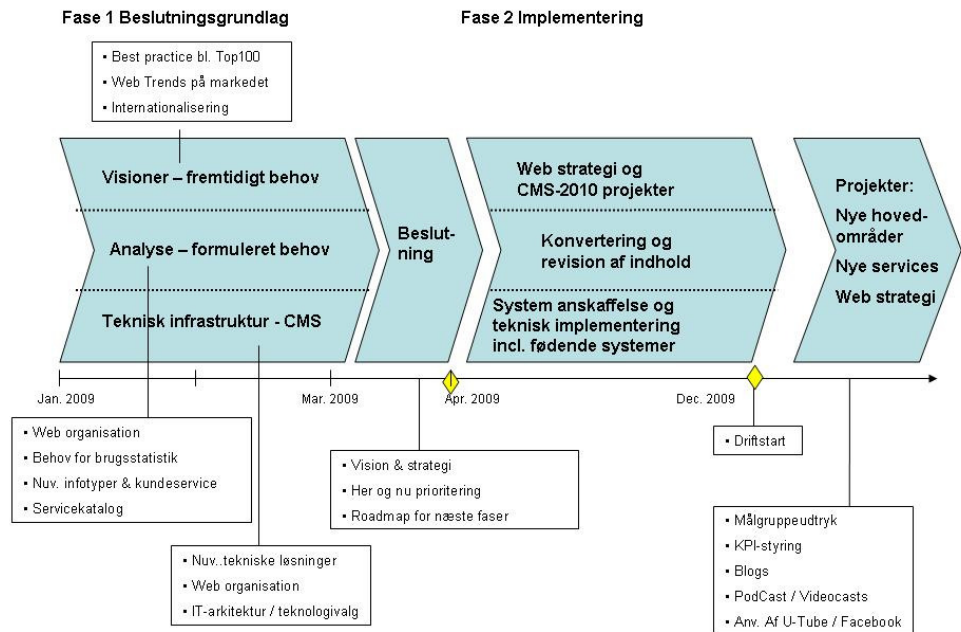 Fase 1 Beslutningsgrundlag
Fase 2 Implementering
▪ Best practice bl. Top100
▪ Web Trends på markedet
▪ Internationalisering
Visioner – fremtidigt behov
Analyse – formuleret behov
Teknisk infrastruktur - CMS
Beslut-
ning
Web strategi og
CMS-2010 projekter
Konvertering og
revision af indhold
System anskaffelse og
teknisk implementering
incl. fødende systemer
Projekter:
Nye hoved-
områder
Nye services
Web strategi
Jan. 2009
Mar. 2009
Apr. 2009
Dec. 2009
▪ Web organisation
▪ Behov for brugsstatistik
▪ Nuv. infotyper & kundeservice
▪ Servicekatalog
▪ Nuv..tekniske løsninger
▪ Web organisation
▪ IT-arkitektur / teknologivalg
▪ Vision & strategi
▪ Her og nu prioritering
▪ Roadmap for næste faser
▪ Driftstart
▪ Målgruppeudtryk
▪ KPI-styring
▪ Blogs
▪ PodCast / Videocasts
▪ Anv. Af U-Tube / Facebook